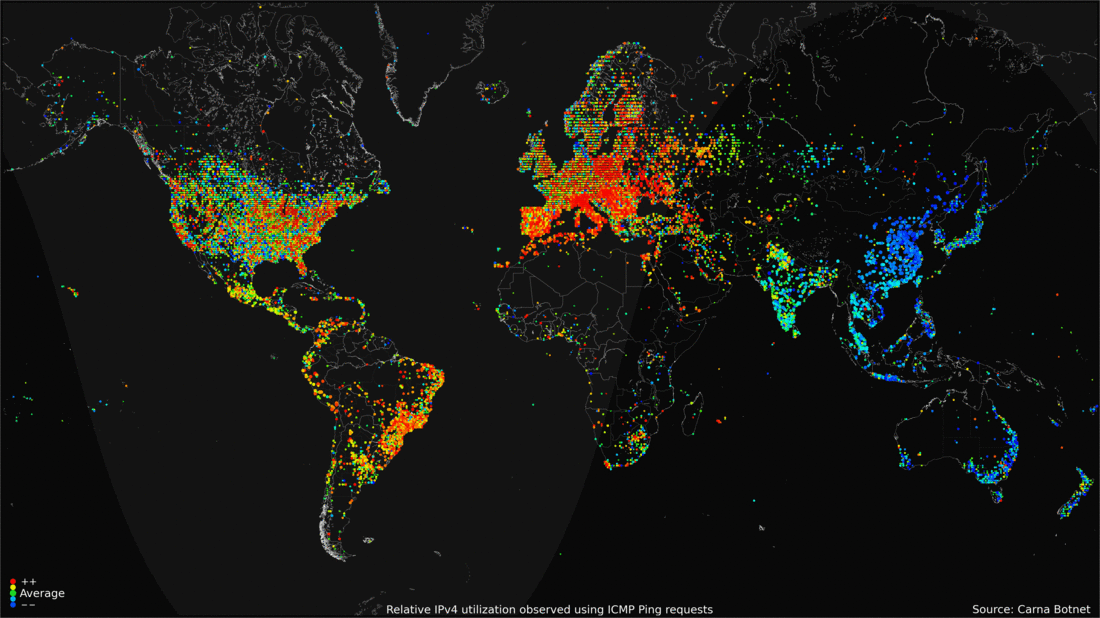 ++
Average
−−
Relative IPv4 utilization observed using ICMP Ping requests
Source: Carna Botnet